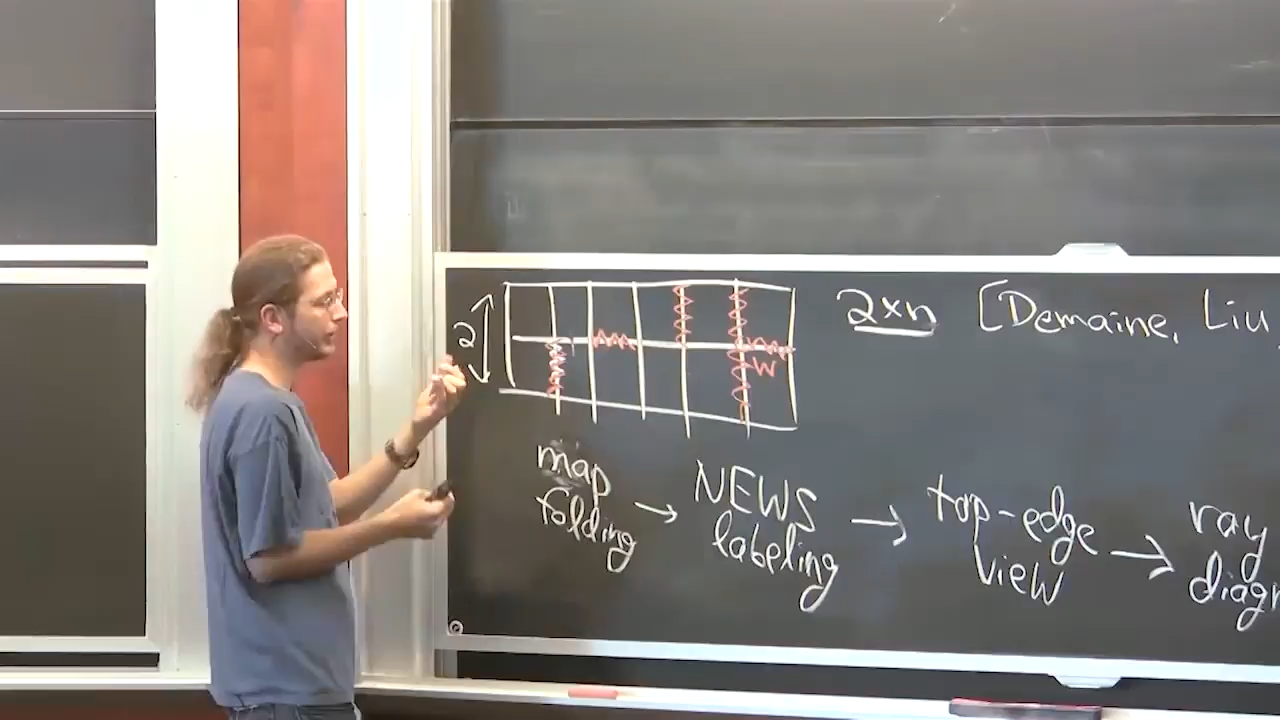 2
2×n [Demaine, Liu,
W
map folding → NEWS labeling → top-edge view → ray diagr